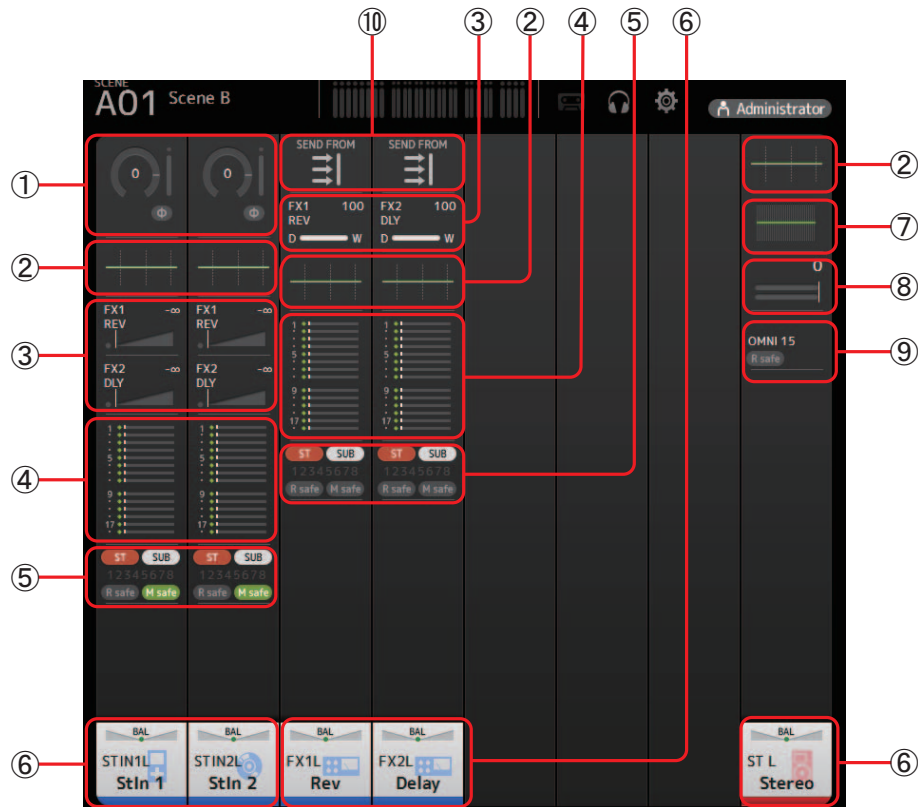 ⑩ ③ ② ④ ⑤ ⑥
SCENE
A01 Scene B
Administrator
①
0 Φ 0 Φ
SEND FROM SEND FROM
②
FX1 100 FX2 100
REV DLY
D W D W
⑦
②
0
⑧
③
FX1 -∞ FX1 -∞
REV REV
FX2 -∞ FX2 -∞
DLY DLY
1 5 9 17 1 5 9 17
OMNI 15
R safe
⑨
④
1 5 9 17 1 5 9 17
ST SUB ST SUB
12345678 12345678
R safe M safe R safe M safe
⑤
ST SUB ST SUB
12345678 12345678
R safe M safe R safe M safe
⑥
BAL BAL BAL BAL BAL
STIN1L STIN2L FX1L FX2L ST L
StIn 1 StIn 2 Rev Delay Stereo
⑥